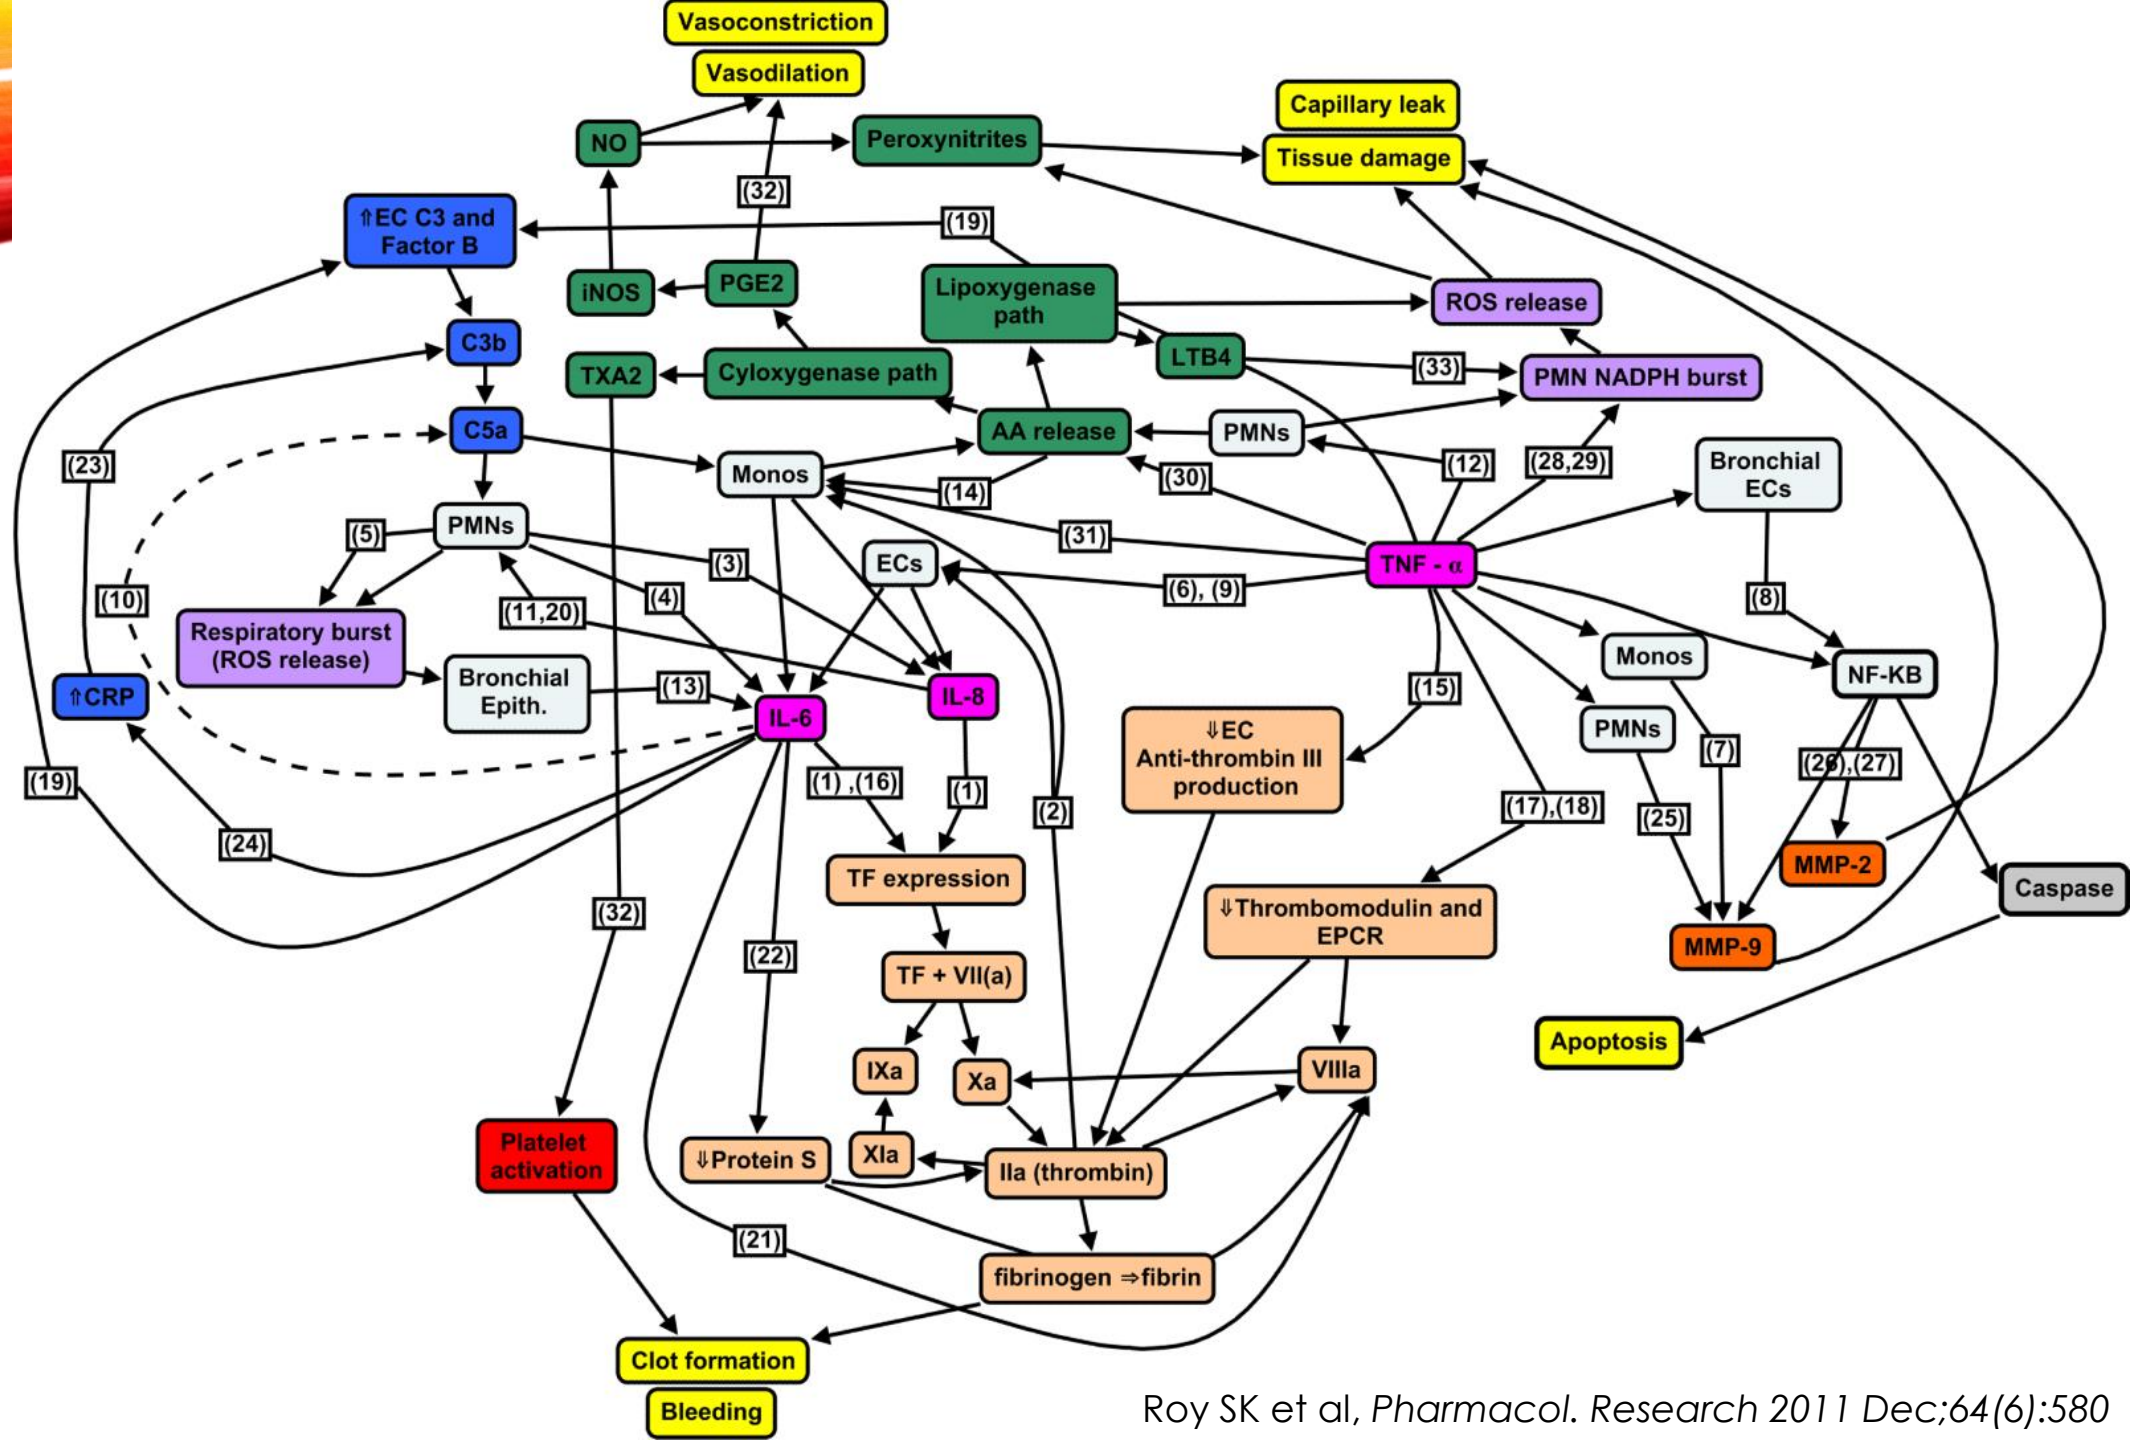 Vasoconstriction
Vasodilation
Capillary leak
NO
Peroxynitrites
Tissue damage
(32)
⇑EC C3 and
Factor B
(19)
iNOS
PGE2
Lipoxygenase
path
ROS release
C3b
TXA2
Cyloxygenase path
LTB4
(33)
PMN NADPH burst
C5a
AA release
PMNs
(23)
Monos
(14)
(30)
(12)
(28,29)
Bronchial
ECs
(5)
PMNs
(3)
ECs
(31)
TNF - α
(10)
(11,20)
(4)
(6), (9)
(8)
Respiratory burst
(ROS release)
⇑CRP
Bronchial
Epith.
(13)
IL-6
IL-8
(15)
Monos
NF-KB
PMNs
(7)
(19)
(24)
(1) ,(16)
(1)
(2)
⇓EC
Anti-thrombin III
production
(17),(18)
(25)
(26),(27)
MMP-2
Caspase
TF expression
(32)
(22)
⇓Thrombomodulin and
EPCR
MMP-9
TF + VII(a)
Apoptosis
IXa
Xa
VIIIa
Platelet
activation
⇓Protein S
XIa
IIa (thrombin)
(21)
fibrinogen ⇒fibrin
Clot formation
Bleeding
Roy SK et al, Pharmacol. Research 2011 Dec;64(6):580